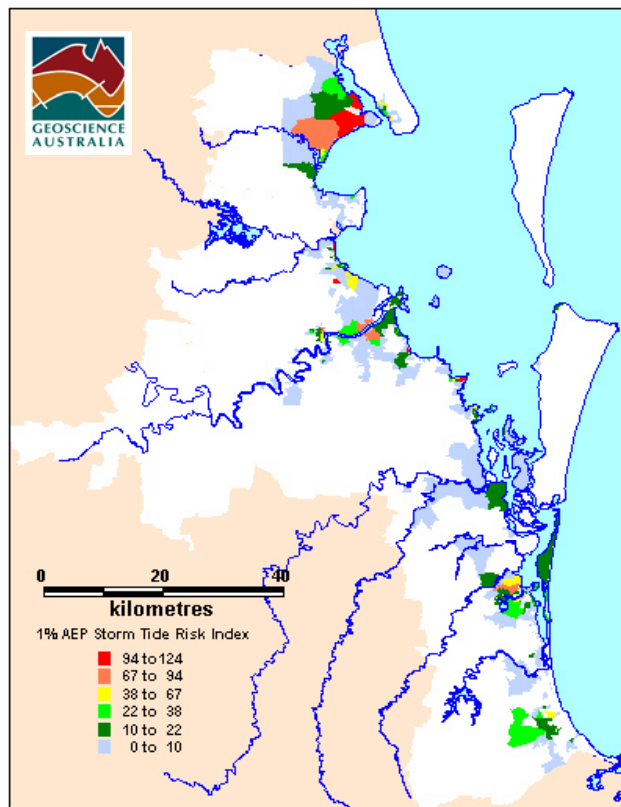 GEOSCIENCE
AUSTRALIA
0 20 40
kilometres
1% AEP Storm Tide Risk Index
94 to 124
67 to 94
38 to 67
22 to 38
10 to 22
0 to 10